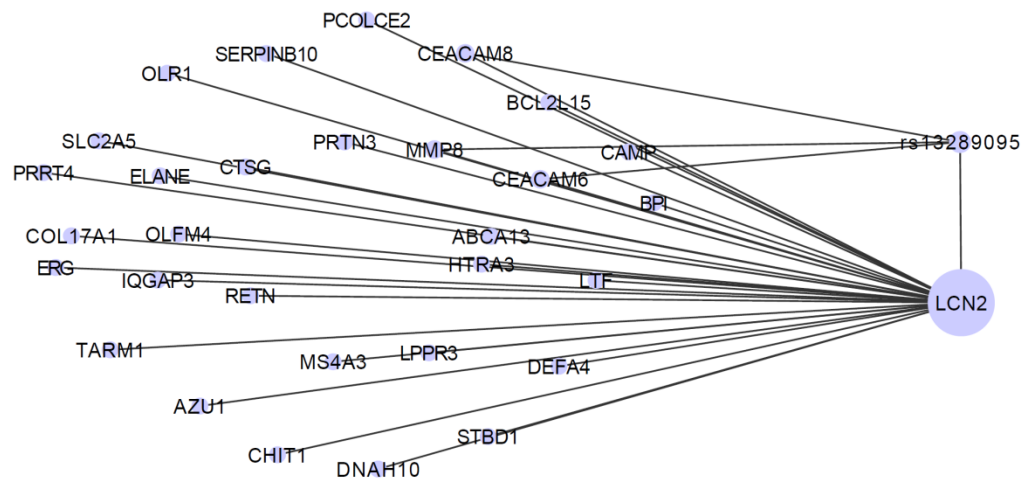 PCOLCE2
SERPINB10
CEACAM8
OLR1
BCL2L15
SLC2A5
PRTN3
MMP8
CAMP
rs13289095
PRRT4
ELANE
CTSG
CEACAM6
BPI
COL17A1
OLFM4
ABCA13
ERG
IQGAP3
HTRA3
LTF
RETN
LCN2
TARM1
MS4A3
LPPR3
DEFA4
AZU1
STBD1
CHIT1
DNAH10